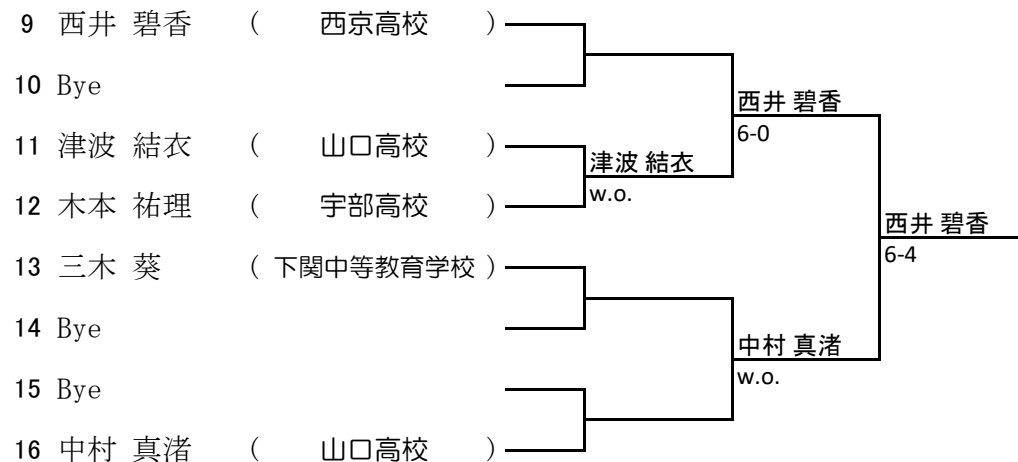 9 西井 碧香 ( 西京高校 )
10 Bye
西井 碧香
6-0
11 津波 結衣 ( 山口高校 )
津波 結衣
w.o.
12 木本 祐理 ( 宇部高校 )
西井 碧香
6-4
13 三木 葵 ( 下関中等教育学校 )
14 Bye
中村 真渚
w.o.
15 Bye
16 中村 真渚 ( 山口高校 )